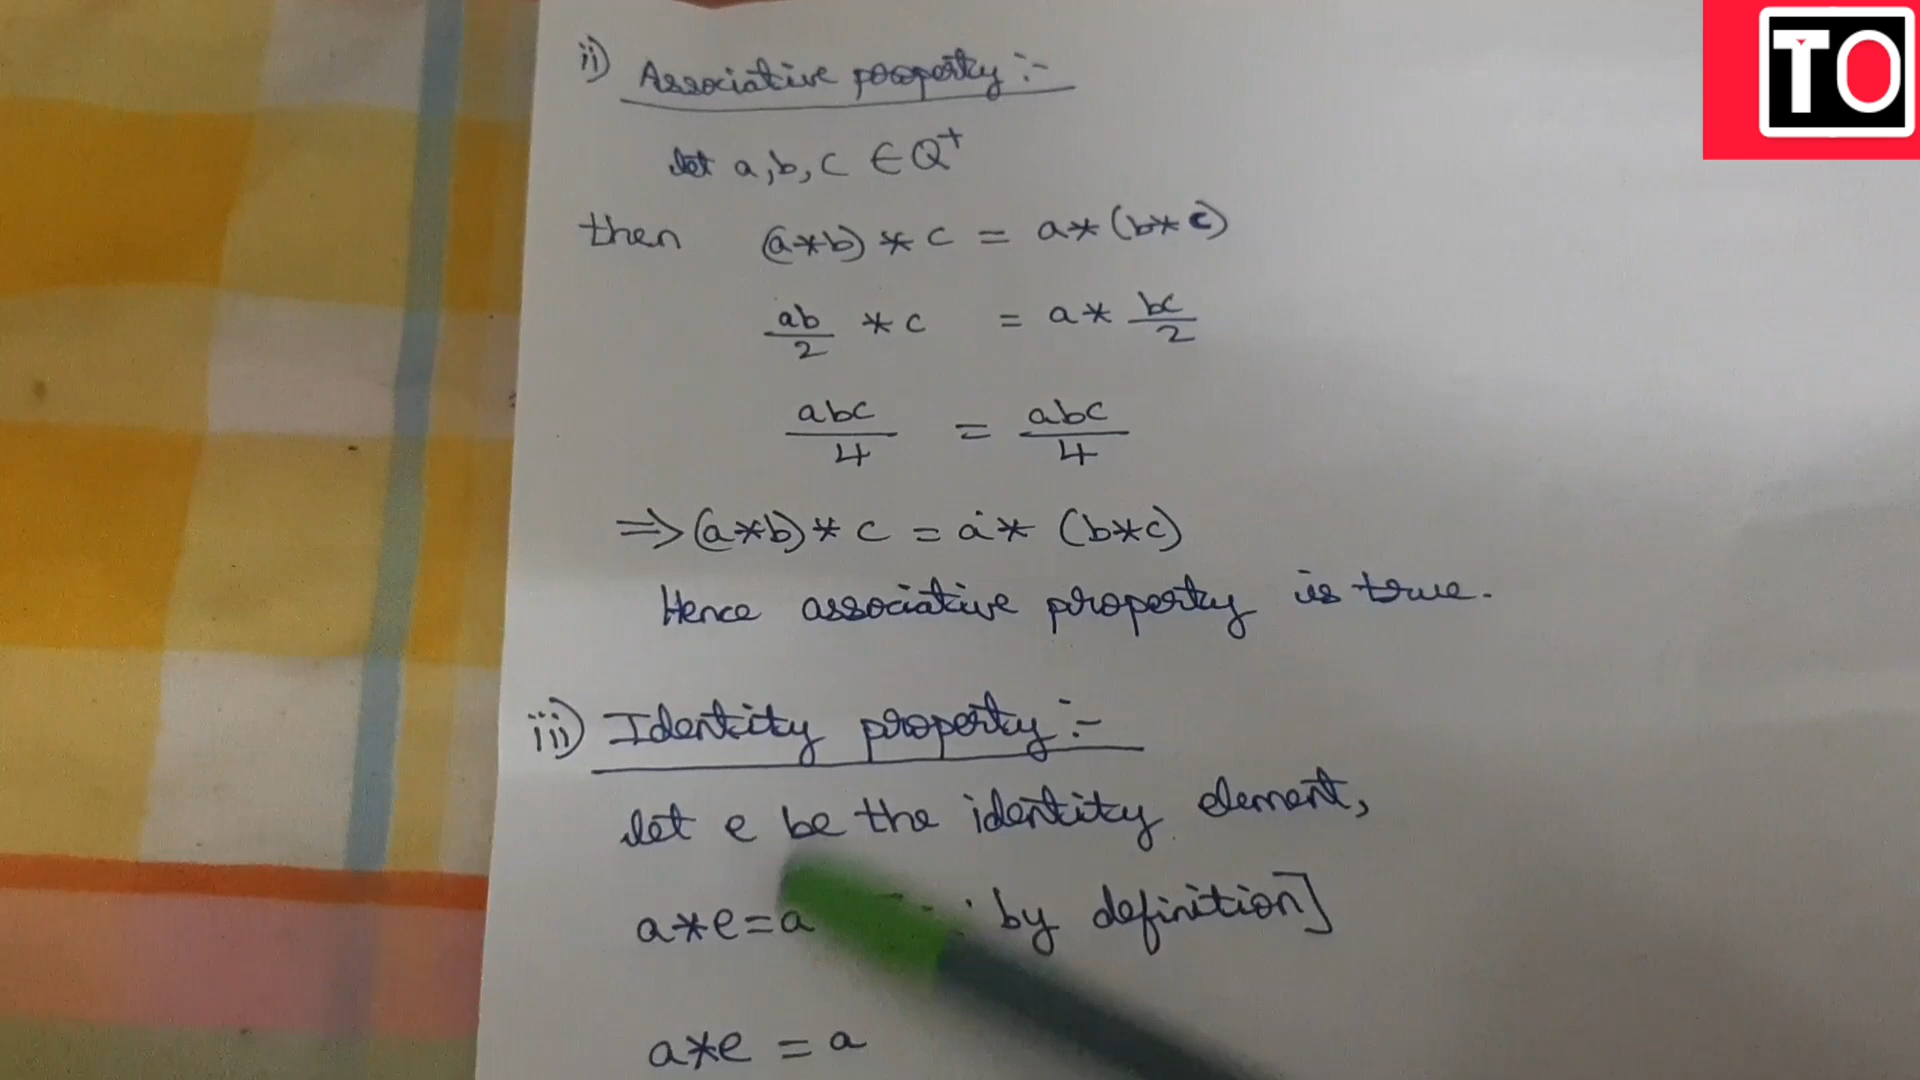 TO
ii) Associative property :-
let a, b, c ∈ Q⁺
then (a*b) * c = a* (b* c)
ab/2 * c = a* bc/2
abc/4 = abc/4
⇒ (a*b)* c = a* (b*c)
Hence associative property is true.
iii) Identity property :-
let e be the identity element,
a*e=a by definition]
a*e = a